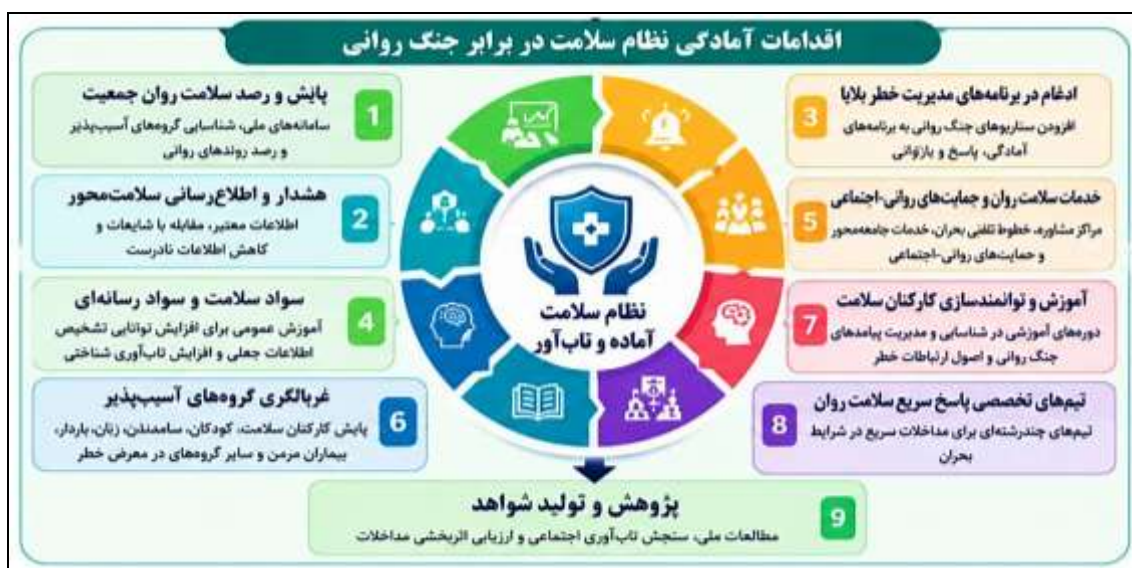 اقدامات آمادگی نظام سلامت در برابر جنگ روانی
1
پایش و رصد سلامت روان جمعیت
سامانه‌های ملی، شناسایی گروه‌های آسیب‌پذیر
و رصد روندهای روانی
2
هشدار و اطلاع‌رسانی سلامت‌محور
اطلاعات معتبر، مقابله با شایعات و
کاهش اطلاعات نادرست
3
ادغام در برنامه‌های مدیریت خطر بلایا
افزودن سناریوهای جنگ روانی به برنامه‌های
آمادگی، پاسخ و بازتوانی
4
سواد سلامت و سواد رسانه‌ای
آموزش عمومی برای افزایش توانایی تشخیص
اطلاعات جعلی و افزایش تاب‌آوری شناختی
5
خدمات سلامت روان و حمایت‌های روانی-اجتماعی
مراکز مشاوره، خطوط تلفنی بحران، خدمات جامعه‌محور
و حمایت‌های روانی-اجتماعی
6
غربالگری گروه‌های آسیب‌پذیر
پایش کارکنان سلامت، کودکان، زنان، باردار،
بیماران مزمن و سایر گروه‌های در معرض خطر
7
آموزش و توانمندسازی کارکنان سلامت
دوره‌های آموزشی در شناسایی و مدیریت پیامدهای
جنگ روانی و اصول ارتباطات خطر
8
تیم‌های تخصصی پاسخ سریع سلامت روان
تیم‌های چندرشته‌ای برای مداخلات سریع در شرایط
بحران
نظام سلامت
آماده و تاب‌آور
9
پژوهش و تولید شواهد
مطالعات ملی، سنجش تاب‌آوری اجتماعی و ارزیابی اثربخشی مداخلات